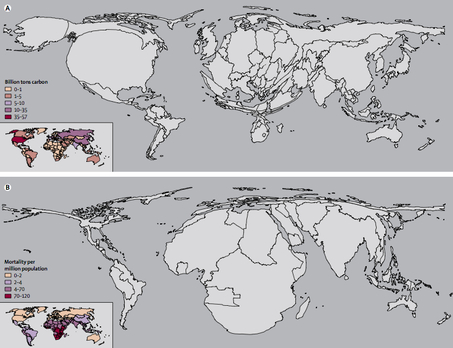 A
Billion tons carbon
0-1
1-5
5-10
10-35
35-57
B
Mortality per
million population
0-2
2-4
4-70
70-120